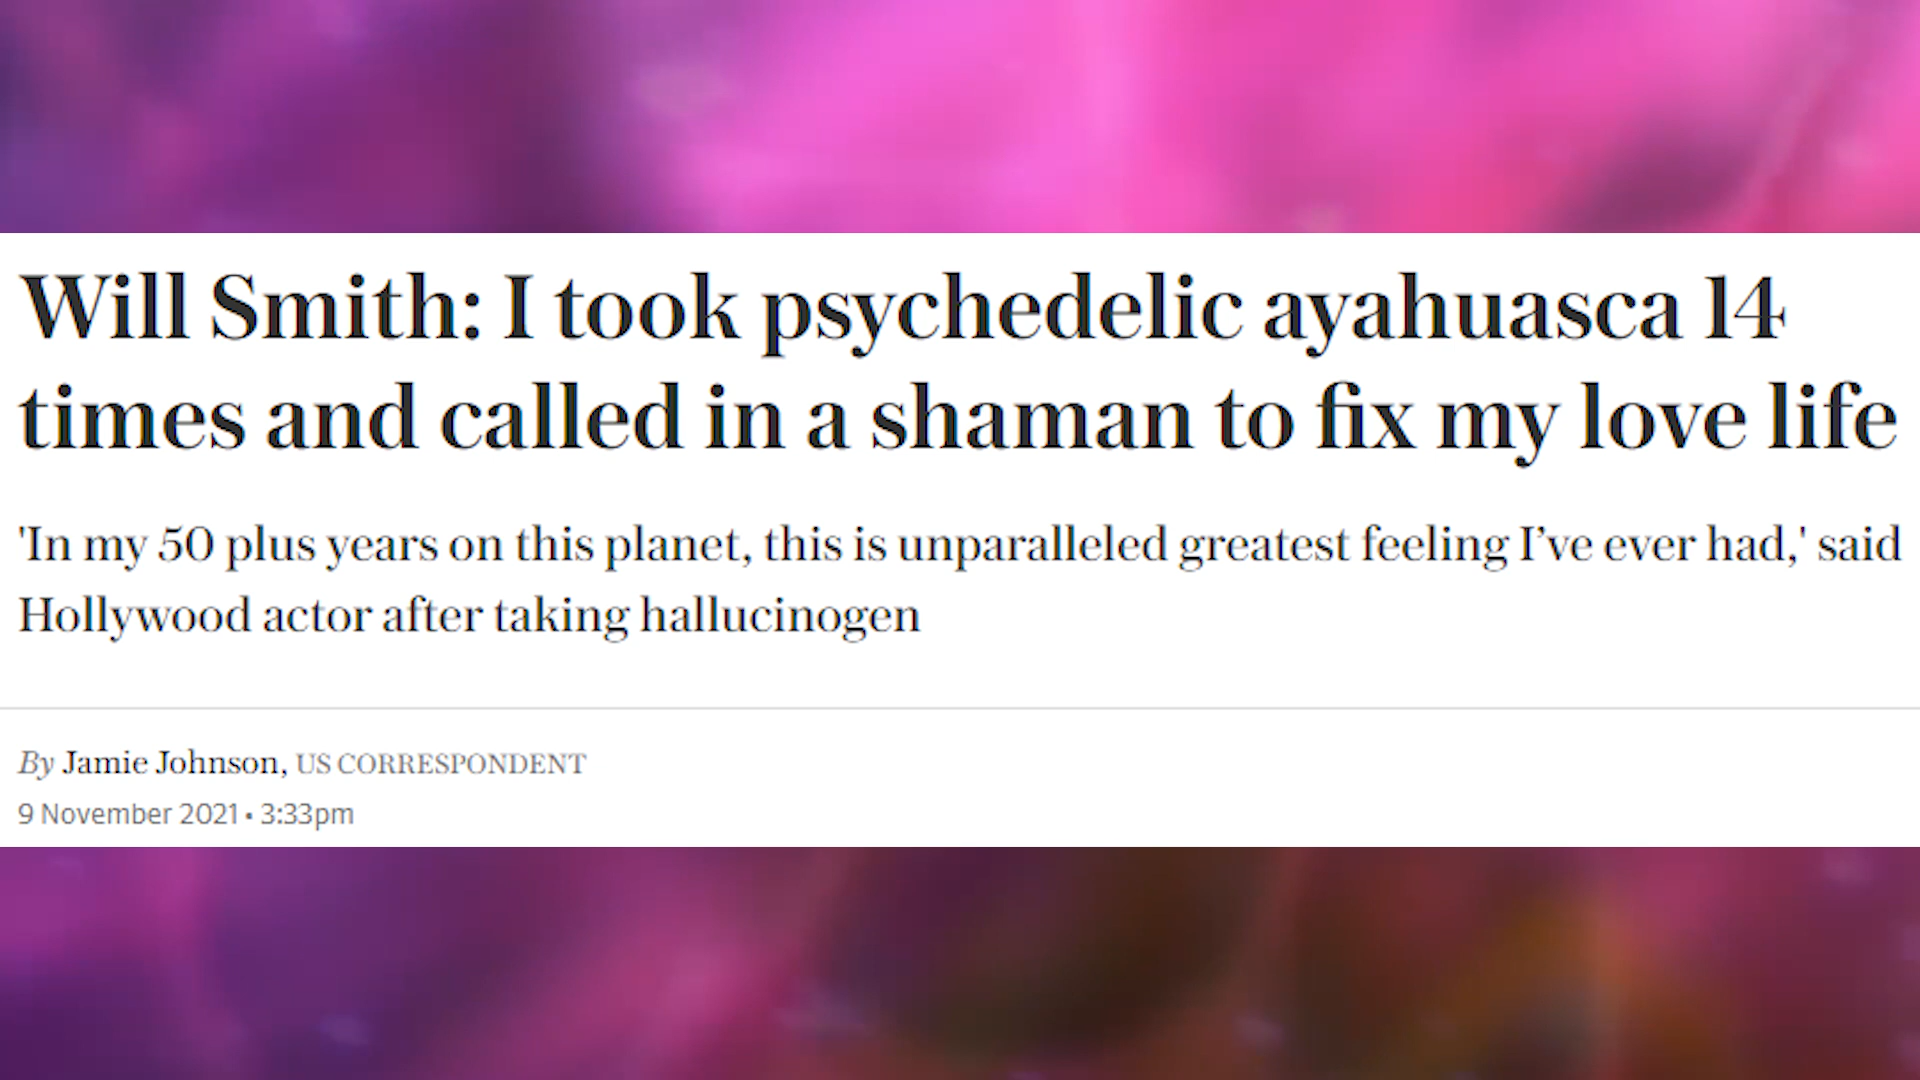 Will Smith: I took psychedelic ayahuasca 14
times and called in a shaman to fix my love life
'In my 50 plus years on this planet, this is unparalleled greatest feeling I’ve ever had,' said
Hollywood actor after taking hallucinogen
By Jamie Johnson, US CORRESPONDENT
9 November 2021 • 3:33pm